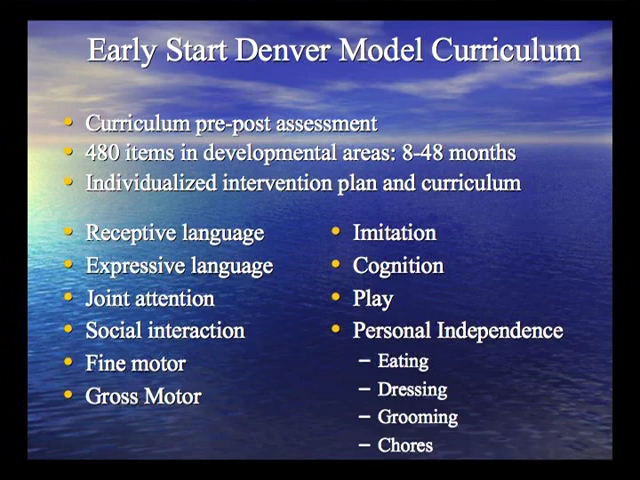 Early Start Denver Model Curriculum
• Curriculum pre-post assessment
• 480 items in developmental areas: 8-48 months
• Individualized intervention plan and curriculum
• Receptive language
• Expressive language
• Joint attention
• Social interaction
• Fine motor
• Gross Motor
• Imitation
• Cognition
• Play
• Personal Independence
– Eating
– Dressing
– Grooming
– Chores